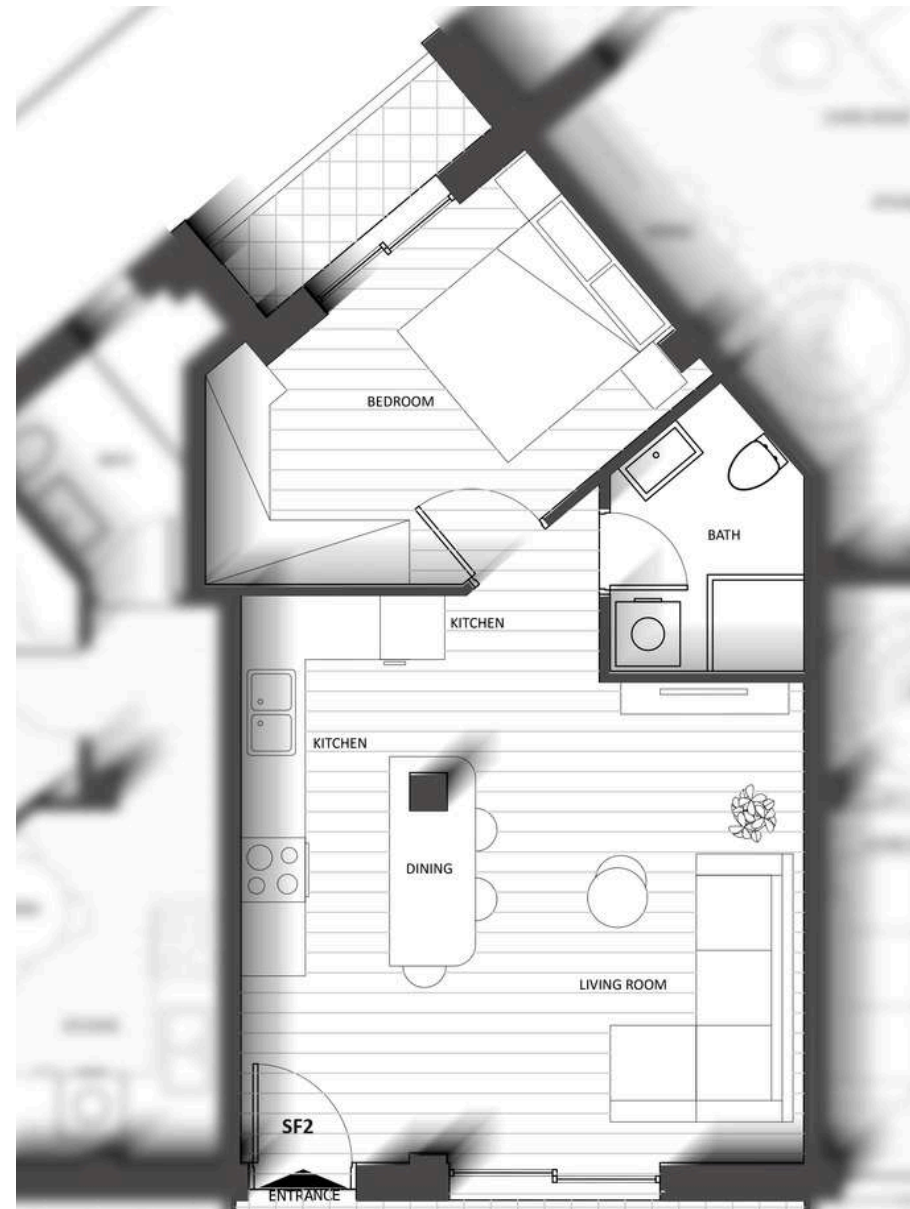 BEDROOM
BATH
KITCHEN
KITCHEN
DINING
LIVING ROOM
SF2
ENTRANCE